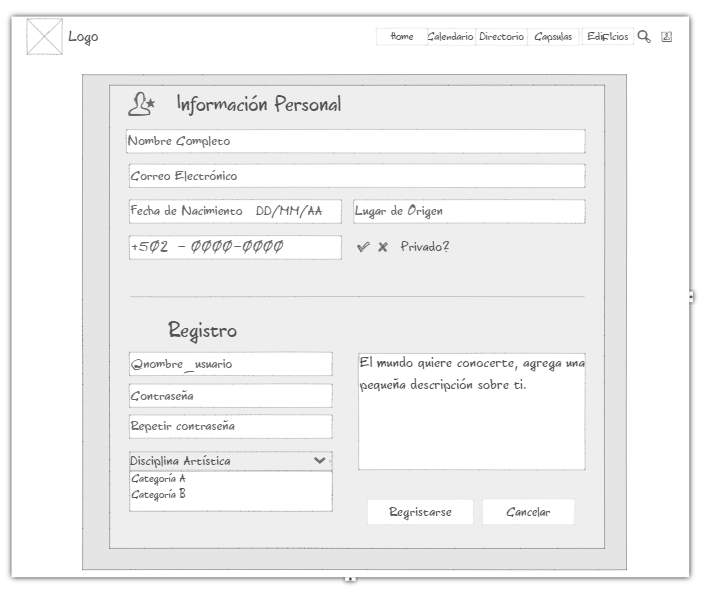 Logo
Home Calendario Directorio Capsulas Edificios
Información Personal
Nombre Completo
Correo Electrónico
Fecha de Nacimiento DD/MM/AA Lugar de Origen
+502 - 0000-0000 Privado?
Registro
@nombre_usuario
Contraseña
Repetir contraseña
Disciplina Artística
Categoría A
Categoría B
El mundo quiere conocerte, agrega una
pequeña descripción sobre ti.
Regristarse Cancelar